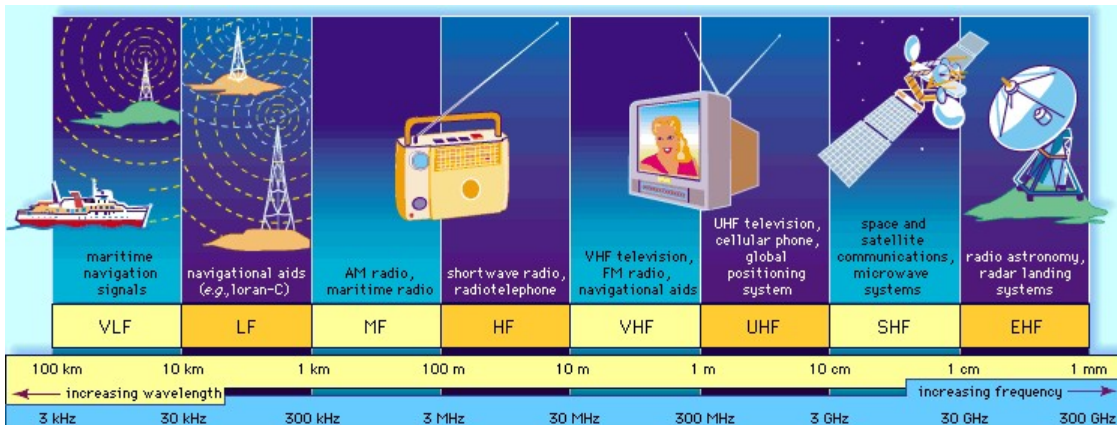 maritime
navigation
signals
navigational aids
(e.g., loran-C)
AM radio,
maritime radio
shortwave radio,
radiotelephone
VHF television,
FM radio,
navigational aids
UHF television,
cellular phone,
global
positioning
system
space and
satellite
communications,
microwave
systems
radio astronomy,
radar landing
systems
VLF LF MF HF VHF UHF SHF EHF
100 km 10 km 1 km 100 m 10 m 1 m 10 cm 1 cm 1 mm
increasing wavelength increasing frequency
3 kHz 30 kHz 300 kHz 3 MHz 30 MHz 300 MHz 3 GHz 30 GHz 300 GHz